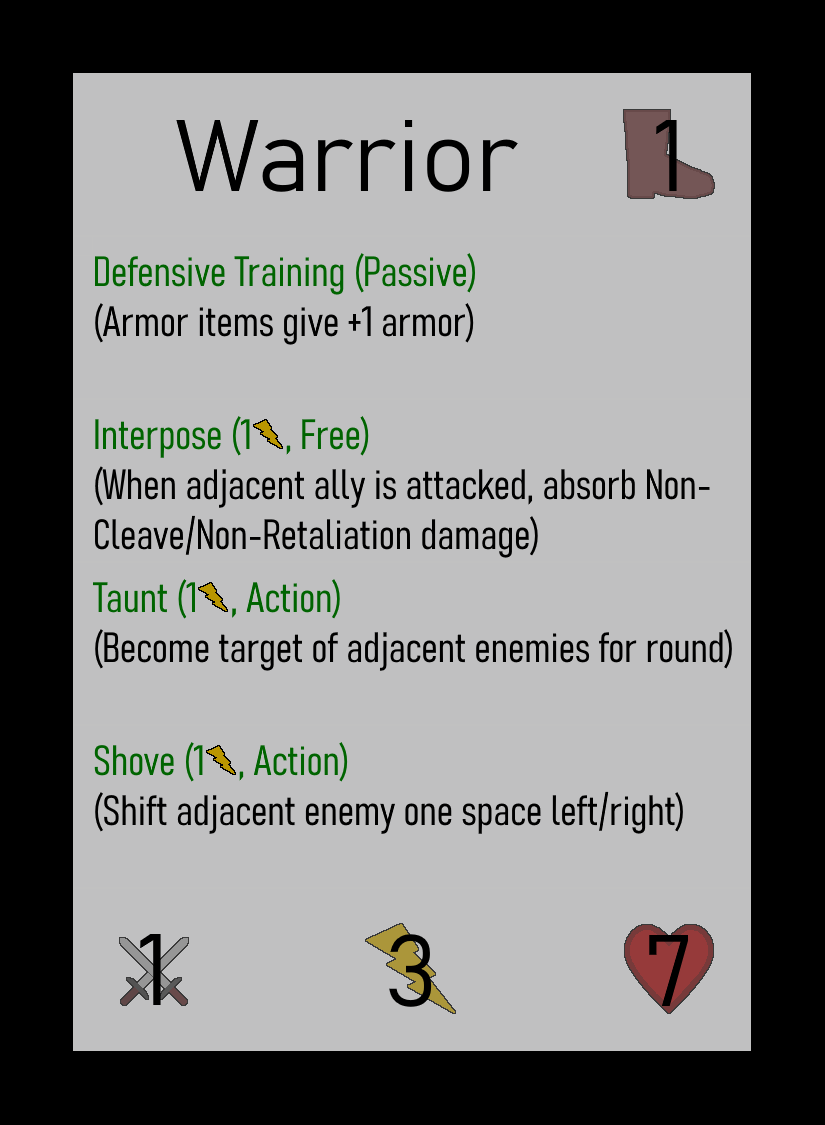 Warrior 1
Defensive Training (Passive)
(Armor items give +1 armor)
Interpose (1, Free)
(When adjacent ally is attacked, absorb Non-
Cleave/Non-Retaliation damage)
Taunt (1, Action)
(Become target of adjacent enemies for round)
Shove (1, Action)
(Shift adjacent enemy one space left/right)
1 3 7